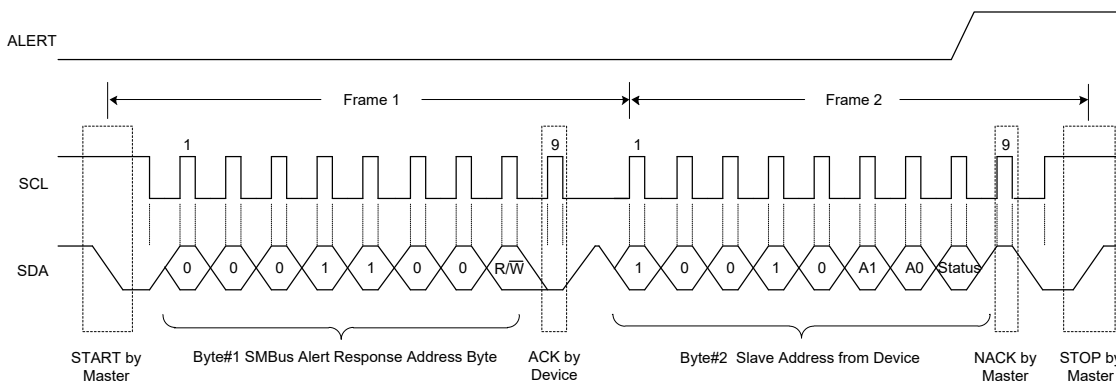 ALERT
Frame 1
Frame 2
1
9
1
9
SCL
SDA
0
0
0
1
1
0
0
R/W̅
1
0
0
1
0
A1
A0
Status
START by
Master
Byte#1 SMBus Alert Response Address Byte
ACK by
Device
Byte#2 Slave Address from Device
NACK by
Master
STOP by
Master